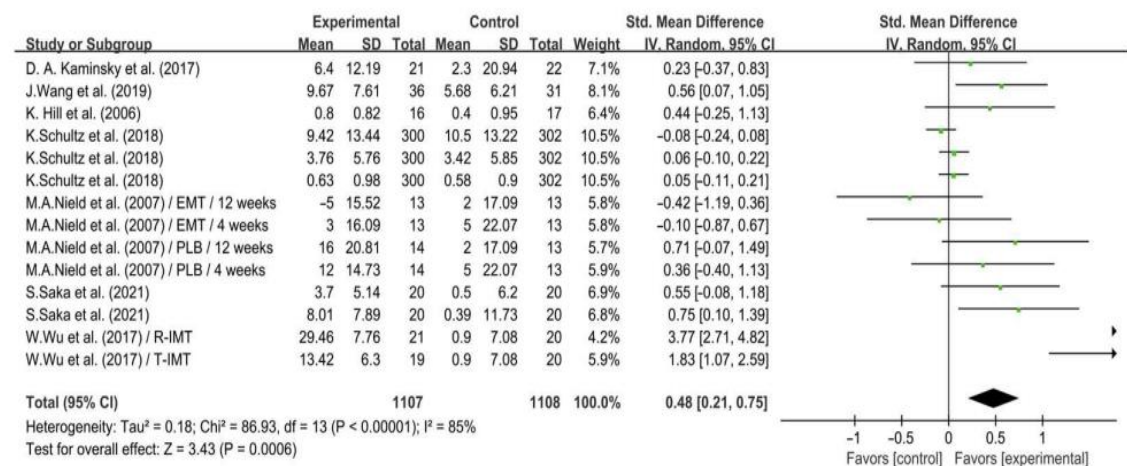 Experimental Control Std. Mean Difference Std. Mean Difference
Study or Subgroup Mean SD Total Mean SD Total Weight IV, Random, 95% CI IV, Random, 95% CI
D. A. Kaminsky et al. (2017) 6.4 12.19 21 2.3 20.94 22 7.1% 0.23 [-0.37, 0.83]
J.Wang et al. (2019) 9.67 7.61 36 5.68 6.21 31 8.1% 0.56 [0.07, 1.05]
K. Hill et al. (2006) 0.8 0.82 16 0.4 0.95 17 6.4% 0.44 [-0.25, 1.13]
K.Schultz et al. (2018) 9.42 13.44 300 10.5 13.22 302 10.5% -0.08 [-0.24, 0.08]
K.Schultz et al. (2018) 3.76 5.76 300 3.42 5.85 302 10.5% 0.06 [-0.10, 0.22]
K.Schultz et al. (2018) 0.63 0.98 300 0.58 0.9 302 10.5% 0.05 [-0.11, 0.21]
M.A.Nield et al. (2007) / EMT / 12 weeks -5 15.52 13 2 17.09 13 5.8% -0.42 [-1.19, 0.36]
M.A.Nield et al. (2007) / EMT / 4 weeks 3 16.09 13 5 22.07 13 5.8% -0.10 [-0.87, 0.67]
M.A.Nield et al. (2007) / PLB / 12 weeks 16 20.81 14 2 17.09 13 5.7% 0.71 [-0.07, 1.49]
M.A.Nield et al. (2007) / PLB / 4 weeks 12 14.73 14 5 22.07 13 5.8% 0.36 [-0.40, 1.13]
S.Saka et al. (2021) 3.7 5.14 20 0.5 6.2 20 6.9% 0.55 [-0.08, 1.18]
S.Saka et al. (2021) 8.01 7.89 20 0.39 11.73 20 6.8% 0.75 [0.10, 1.39]
W.Wu et al. (2017) / R-IMT 29.46 7.76 21 0.9 7.08 20 4.2% 3.77 [2.71, 4.82]
W.Wu et al. (2017) / T-IMT 13.42 6.3 19 0.9 7.08 20 5.9% 1.83 [1.07, 2.59]
Total (95% CI) 1107 1108 100.0% 0.48 [0.21, 0.75]
Heterogeneity: Tau² = 0.18; Chi² = 86.93, df = 13 (P < 0.00001); I² = 85%
Test for overall effect: Z = 3.43 (P = 0.0006)
-1 -0.5 0 0.5 1
Favors [control] Favors [experimental]